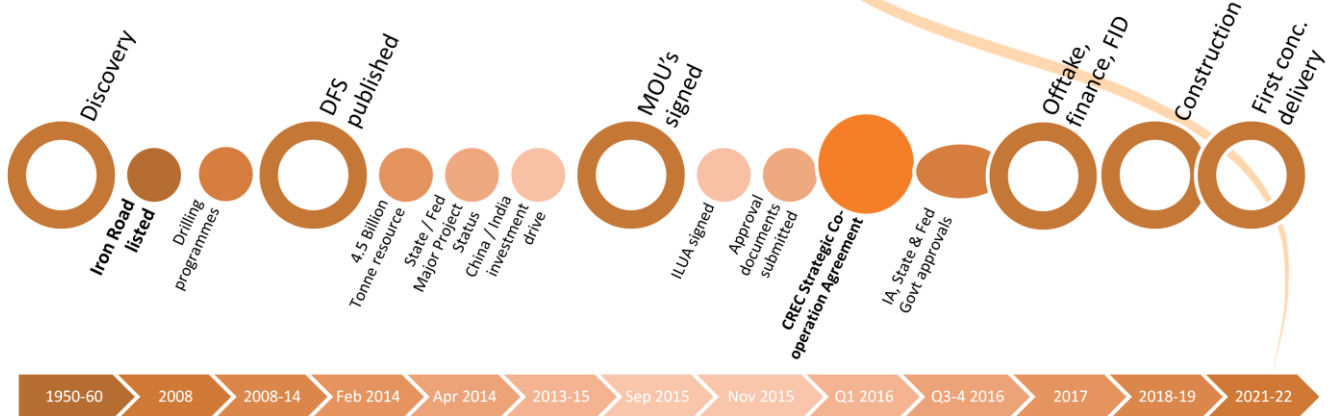 Discovery
Iron Road
listed
Drilling
programmes
DFS
published
4.5 Billion
Tonne resource
State / Fed
Major Project
Status
China / India
investment
drive
MOU's
signed
ILUA signed
Approval
documents
submitted
CREC Strategic Co-
operation Agreement
IA, State & Fed
Govt approvals
Offtake,
finance, FID
Construction
First conc.
delivery
1950-60
2008
2008-14
Feb 2014
Apr 2014
2013-15
Sep 2015
Nov 2015
Q1 2016
Q3-4 2016
2017
2018-19
2021-22